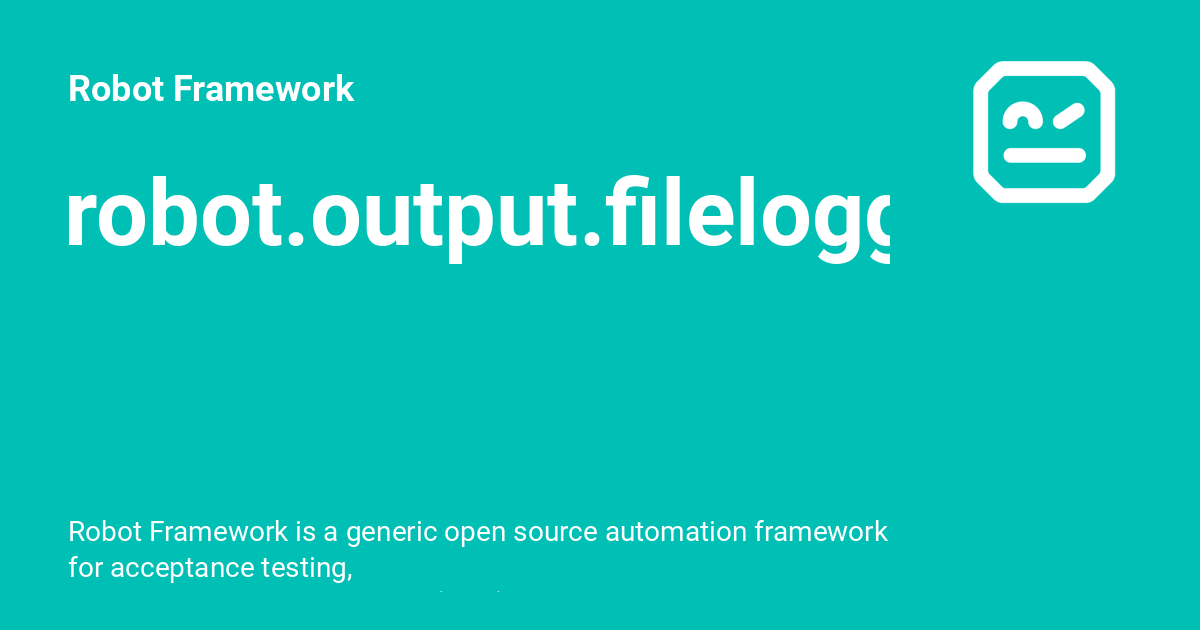 Robot Framework
robot.output.filelogg
Robot Framework is a generic open source automation framework
for acceptance testing,